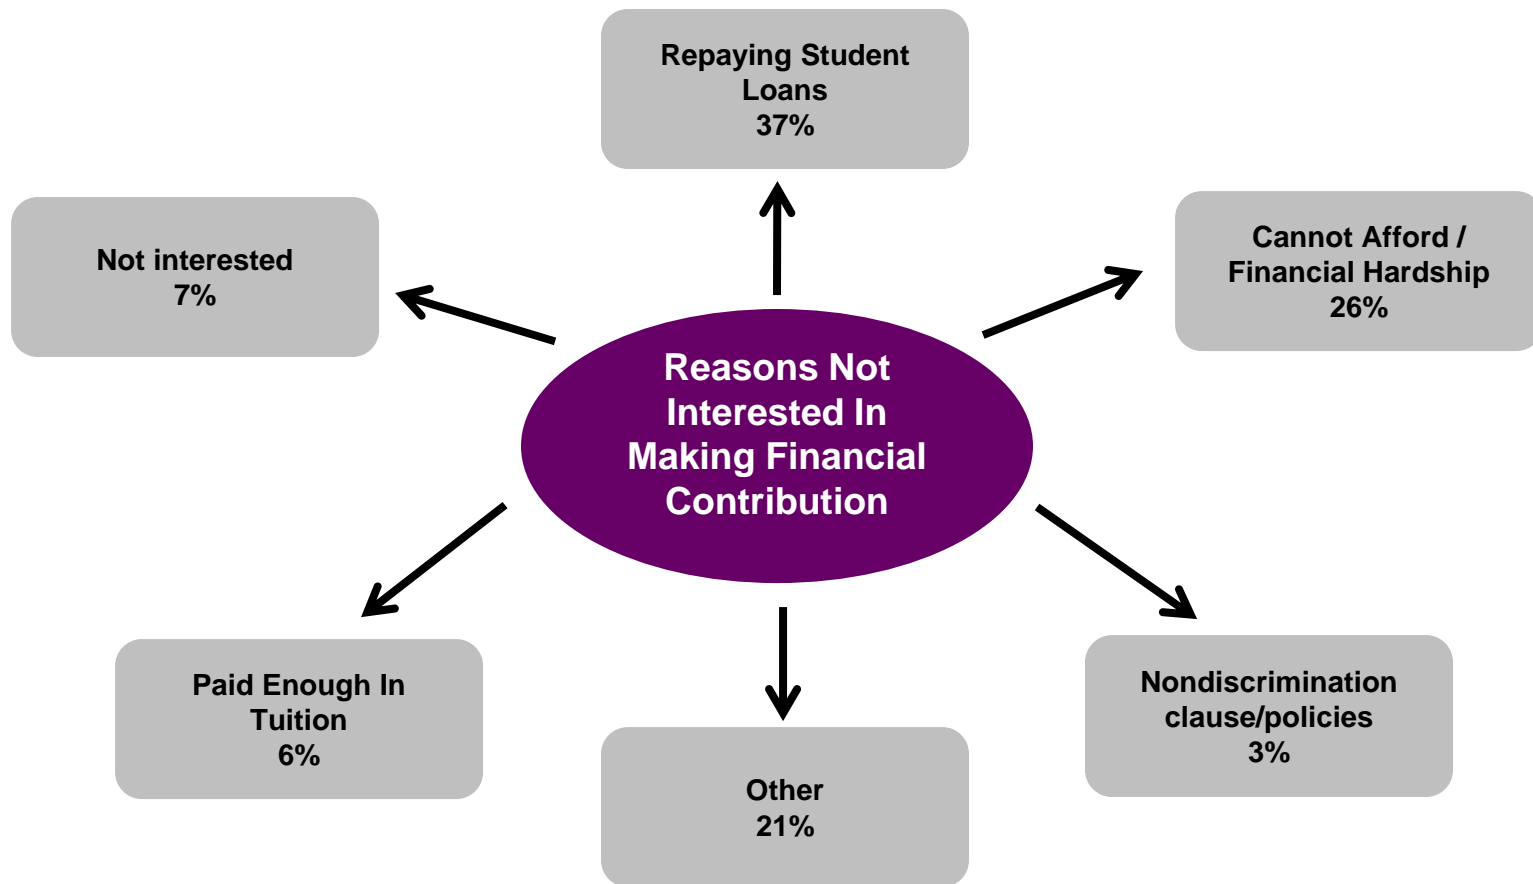 Repaying Student
Loans
37%
Not interested
7%
Cannot Afford /
Financial Hardship
26%
Reasons Not
Interested In
Making Financial
Contribution
Paid Enough In
Tuition
6%
Nondiscrimination
clause/policies
3%
Other
21%